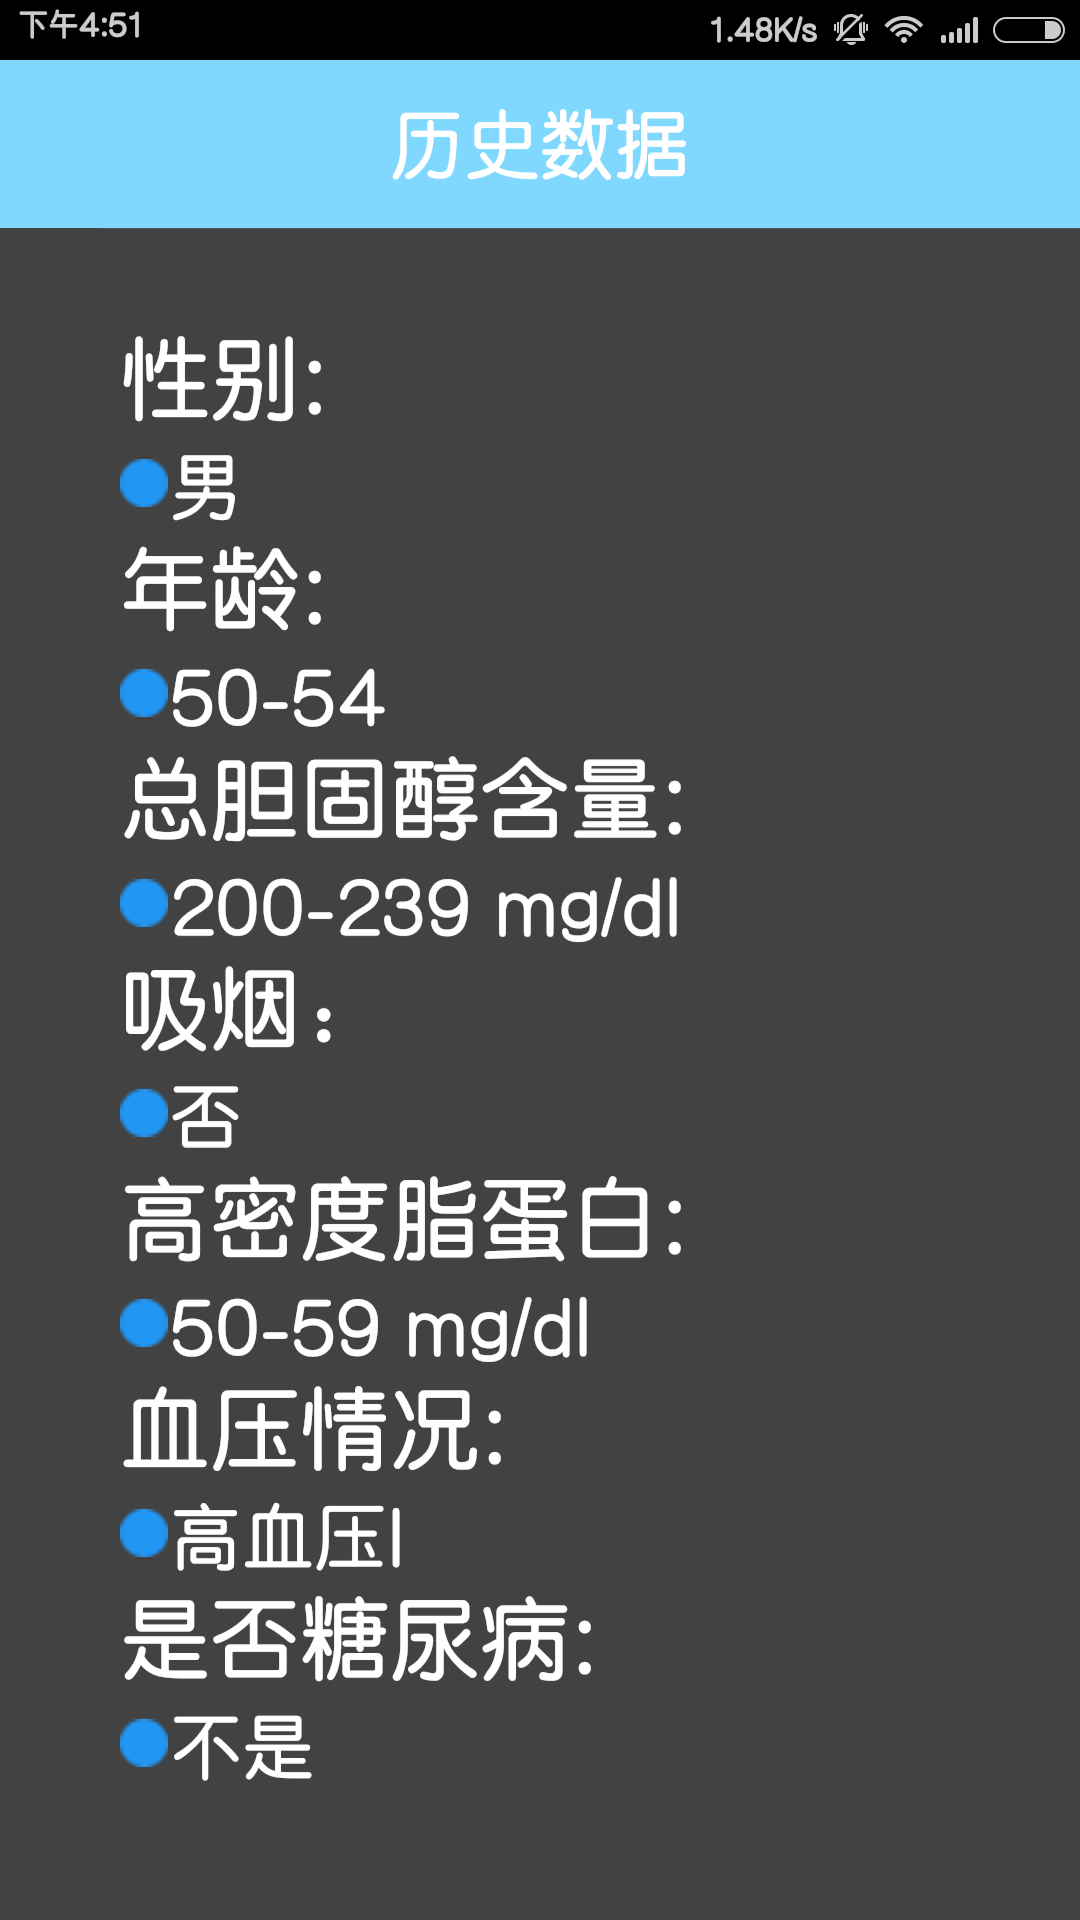 下午4:51 1.48K/s
历史数据
性别:
男
年龄:
50-54
总胆固醇含量:
200-239 mg/dl
吸烟：
否
高密度脂蛋白:
50-59 mg/dl
血压情况:
高血压I
是否糖尿病:
不是